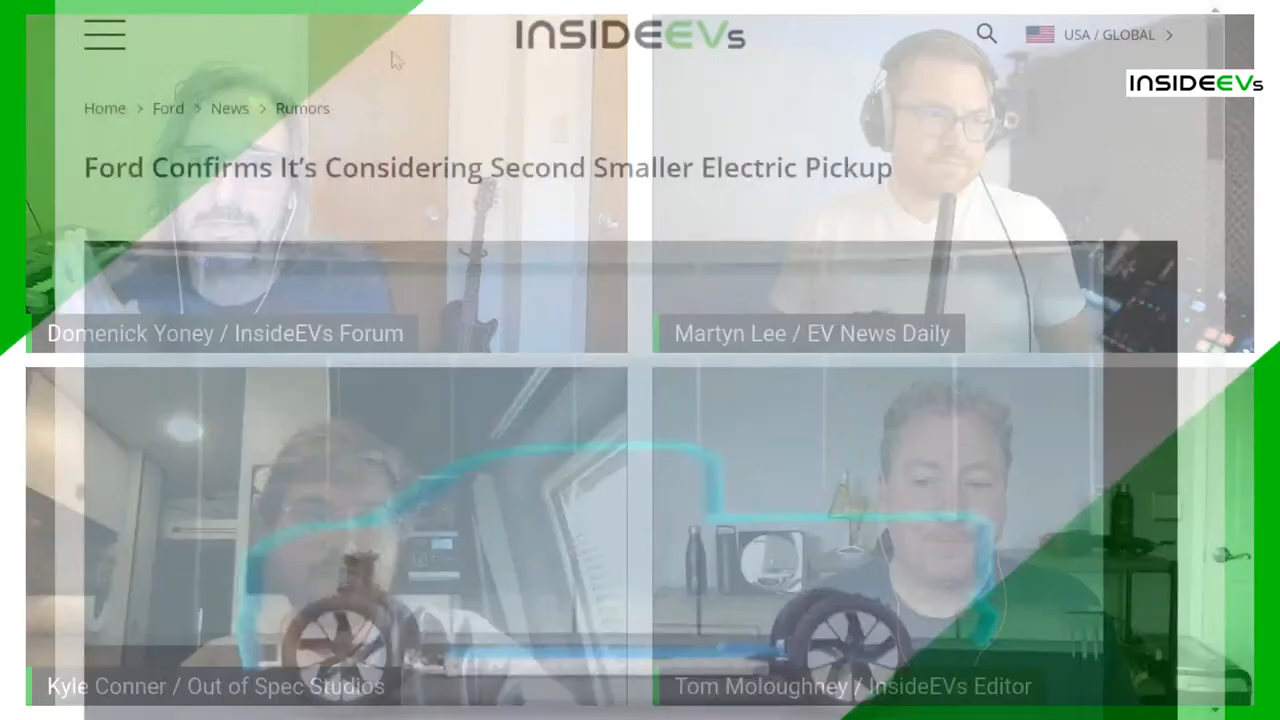 INSIDEEVs
USA / GLOBAL
INSIDEEVs
Home > Ford > News > Rumors
Ford Confirms It's Considering Second Smaller Electric Pickup
Domenick Yoney / InsideEVs Forum
Martyn Lee / EV News Daily
Kyle Conner / Out of Spec Studios
Tom Moloughney / InsideEVs Editor